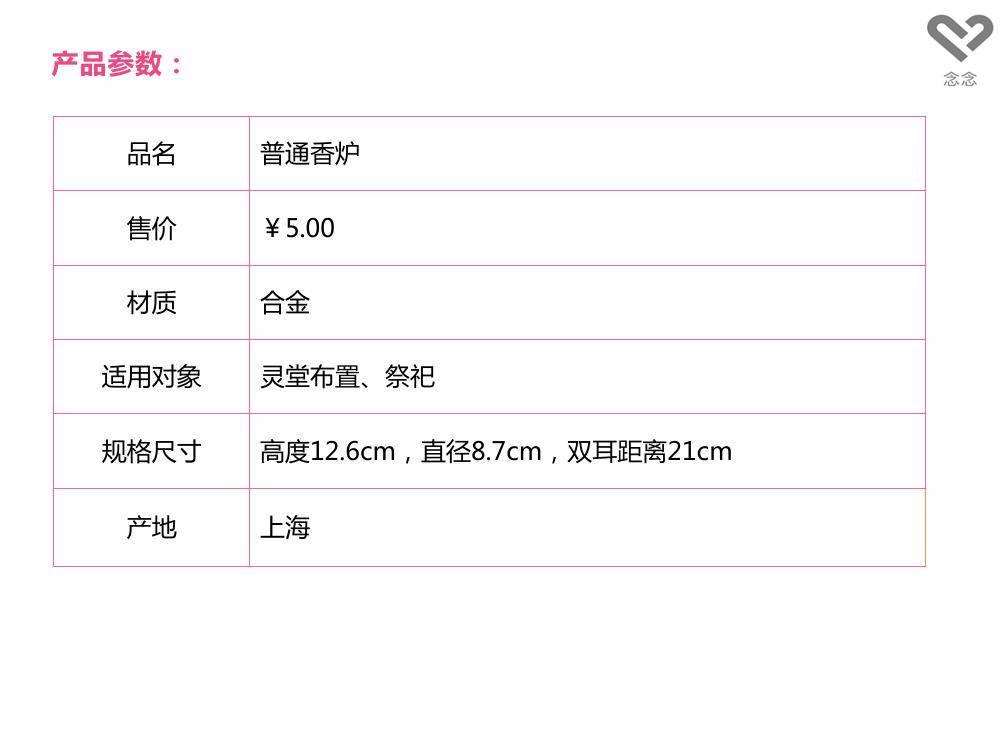 产品参数：
念念
品名 普通香炉
售价 ￥5.00
材质 合金
适用对象 灵堂布置、祭祀
规格尺寸 高度12.6cm，直径8.7cm，双耳距离21cm
产地 上海